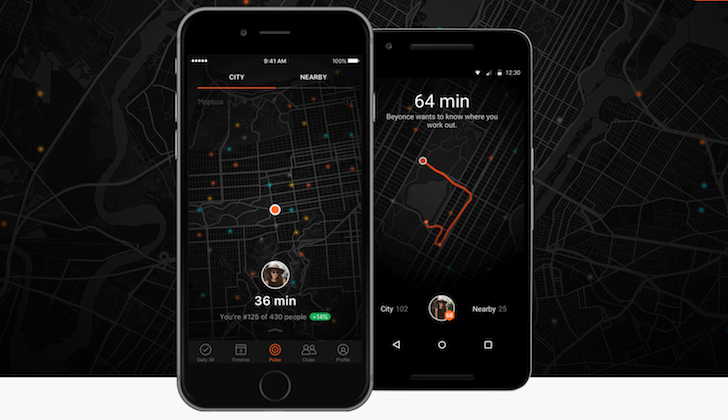 9:41 AM
100%
CITY
NEARBY
Mapbox
36 min
You're #125 of 430 people
+14%
Daily 30
Timeline
Pulse
Clubs
Profile
12:30
64 min
Beyonce wants to know where you
work out.
City 102
Nearby 25